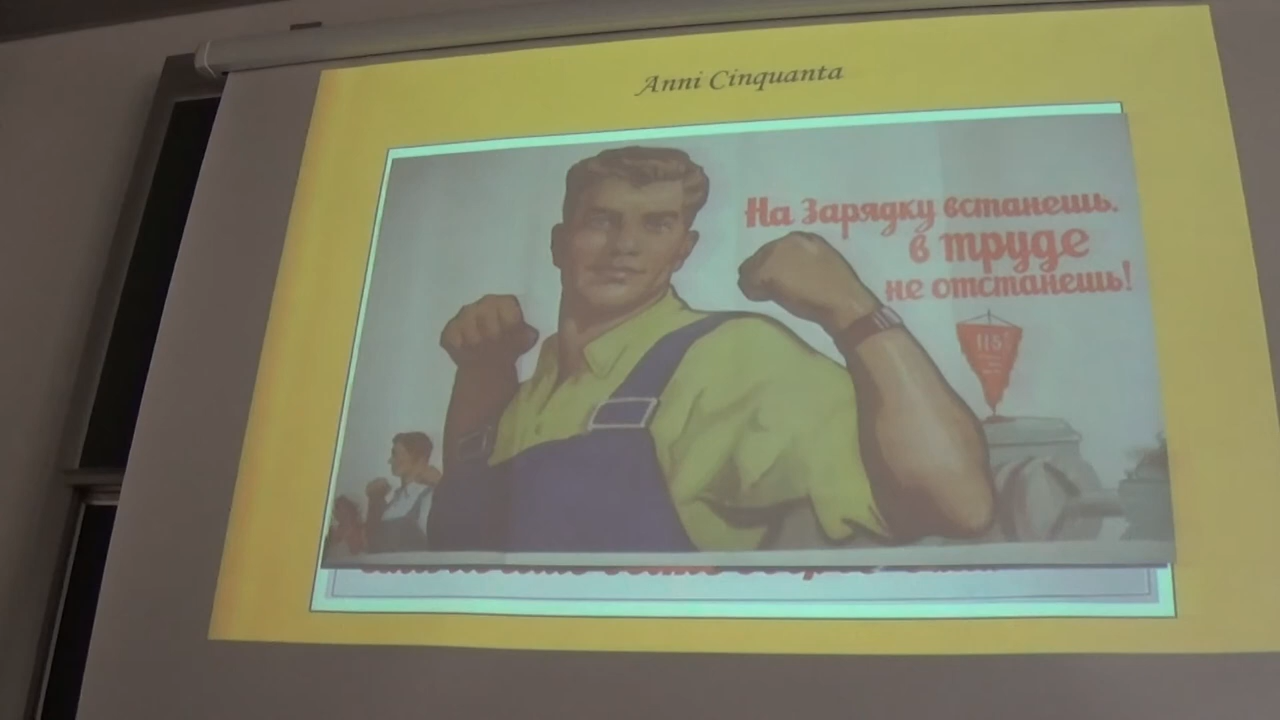 Anni Cinquanta
На зарядку встанешь.
в труде
не отстанешь!